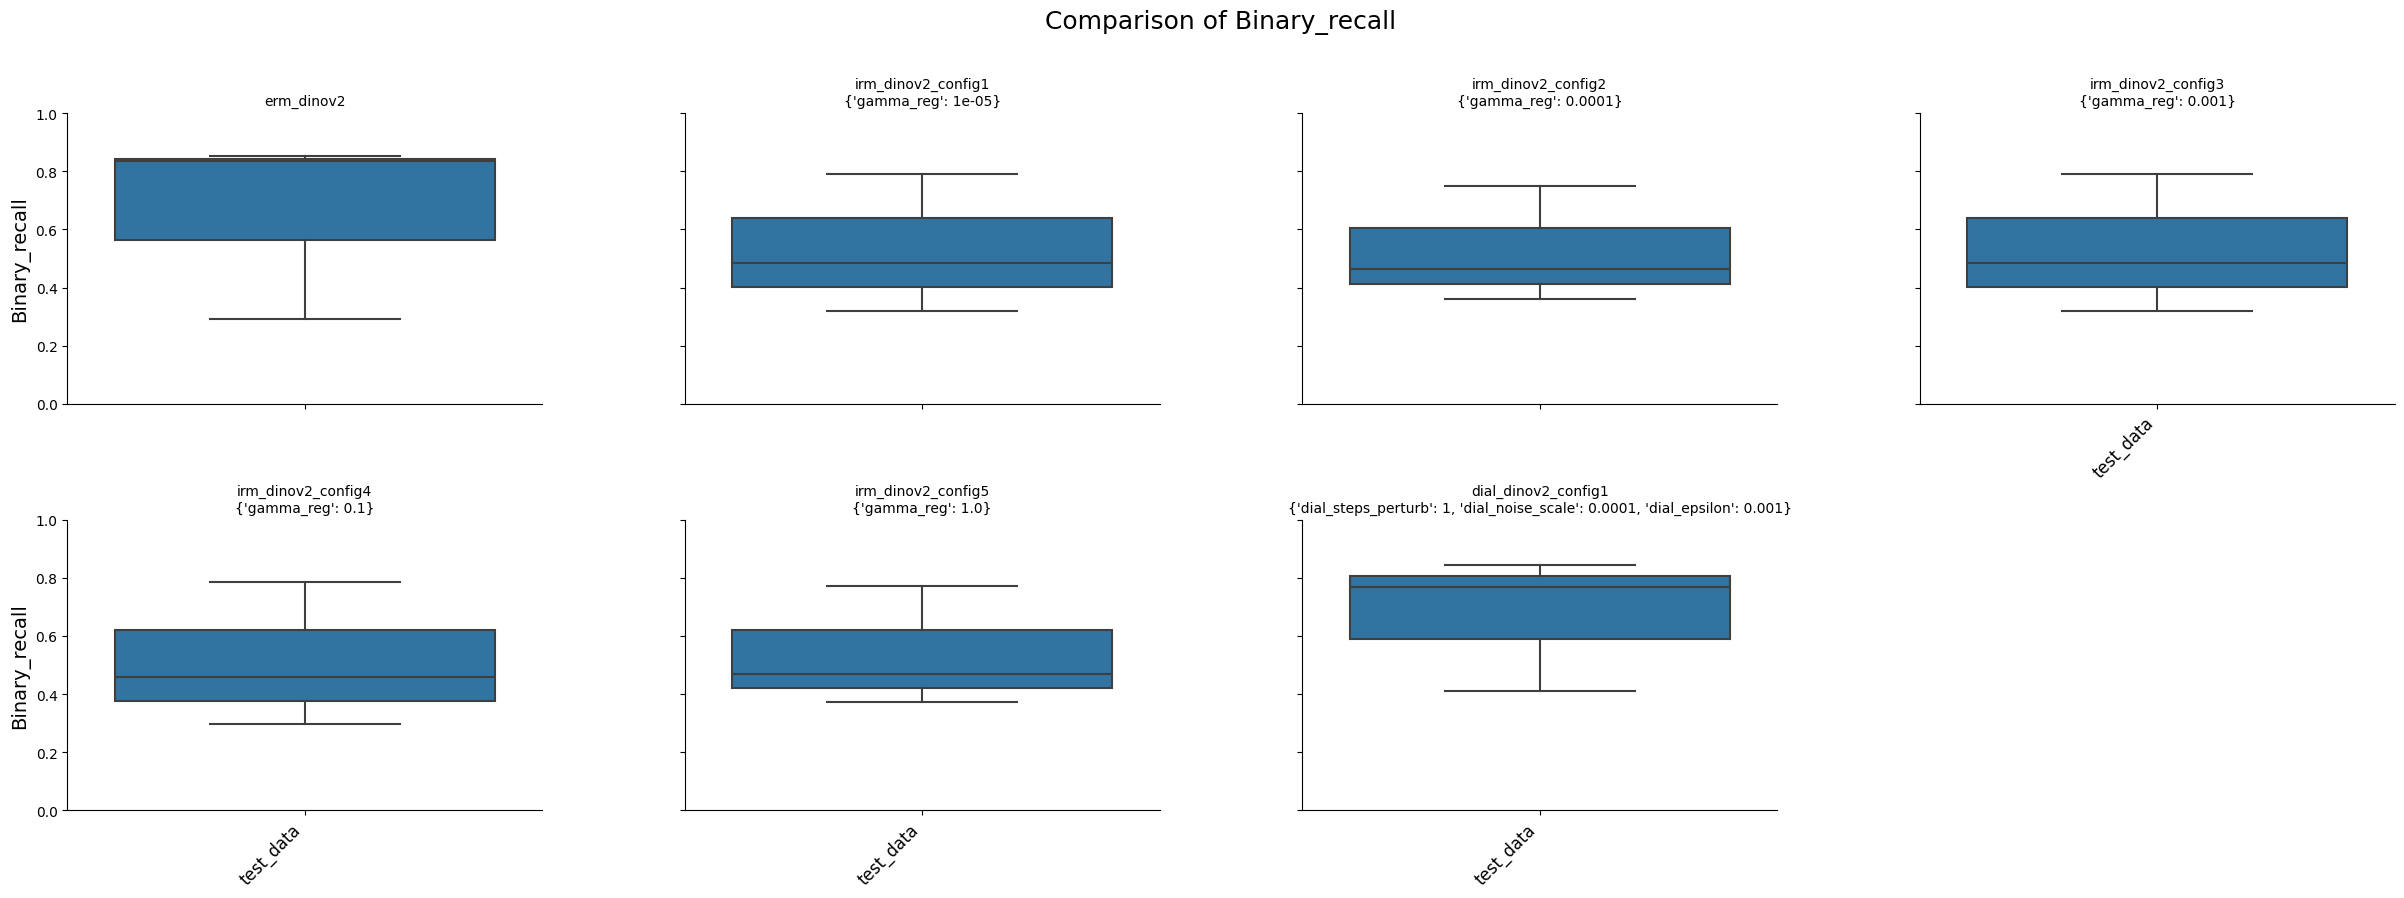 Comparison of Binary_recall
erm_dinov2
irm_dinov2_config1
{'gamma_reg': 1e-05}
irm_dinov2_config2
{'gamma_reg': 0.0001}
irm_dinov2_config3
{'gamma_reg': 0.001}
Binary_recall
1.0
0.8
0.6
0.4
0.2
0.0
test_data
irm_dinov2_config4
{'gamma_reg': 0.1}
irm_dinov2_config5
{'gamma_reg': 1.0}
dial_dinov2_config1
{'dial_steps_perturb': 1, 'dial_noise_scale': 0.0001, 'dial_epsilon': 0.001}
Binary_recall
1.0
0.8
0.6
0.4
0.2
0.0
test_data
test_data
test_data